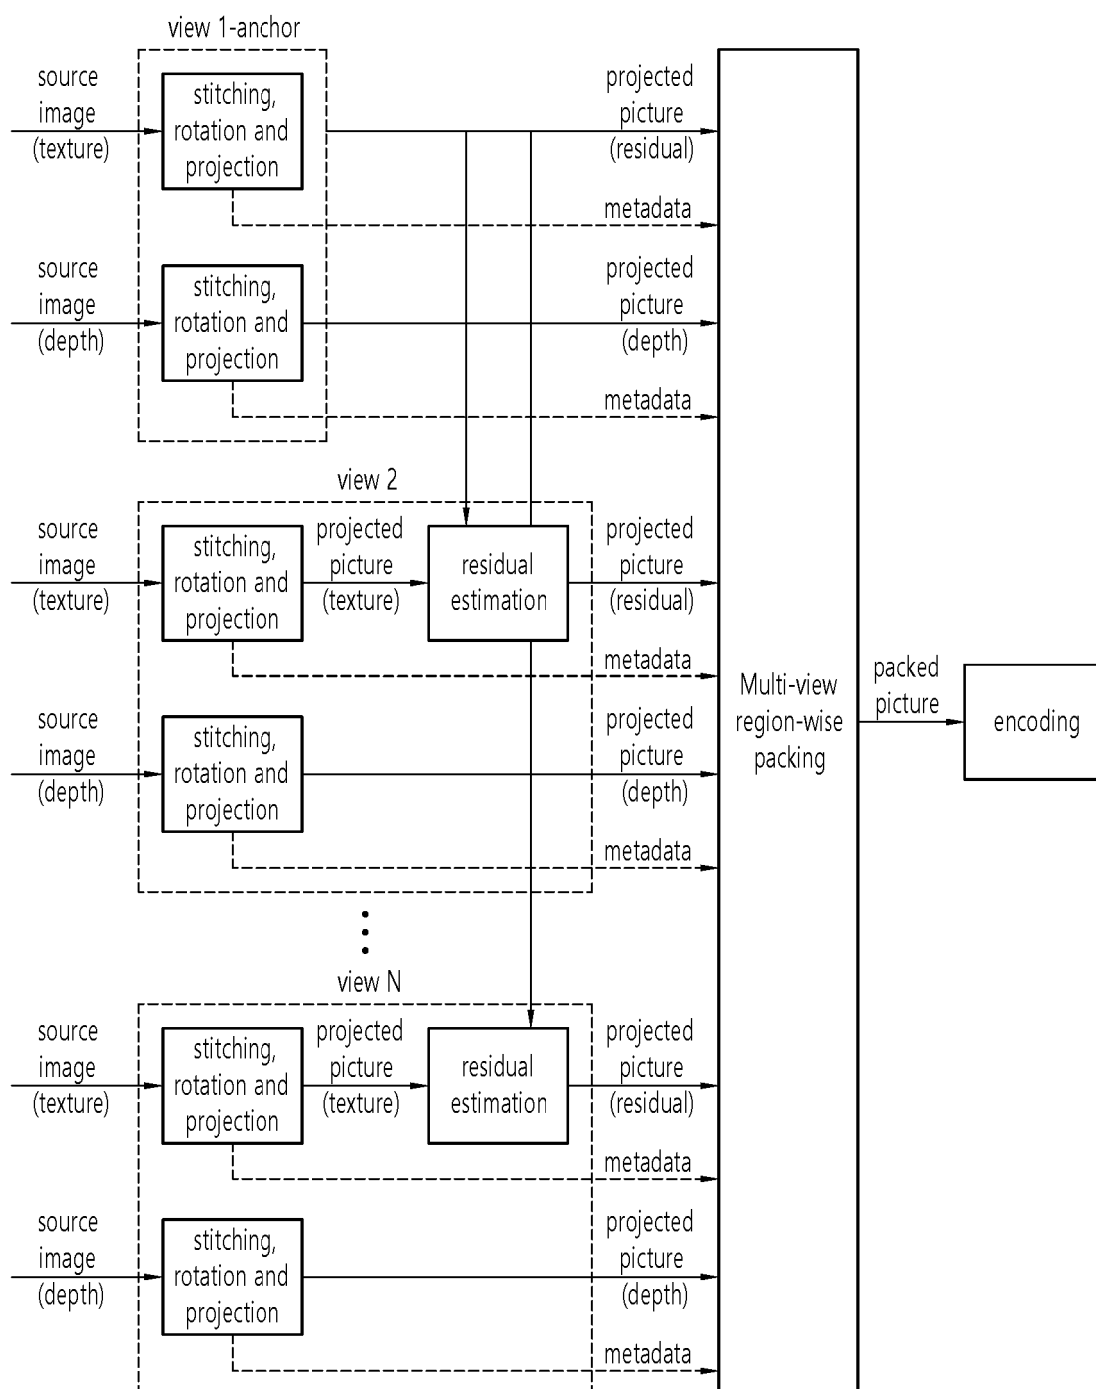 view 1-anchor
source
image
(texture)
stitching,
rotation and
projection
projected
picture
(residual)
metadata
source
image
(depth)
stitching,
rotation and
projection
projected
picture
(depth)
metadata
view 2
source
image
(texture)
stitching,
rotation and
projection
projected
picture
(texture)
residual
estimation
projected
picture
(residual)
metadata
source
image
(depth)
stitching,
rotation and
projection
projected
picture
(depth)
metadata
view N
source
image
(texture)
stitching,
rotation and
projection
projected
picture
(texture)
residual
estimation
projected
picture
(residual)
metadata
source
image
(depth)
stitching,
rotation and
projection
projected
picture
(depth)
metadata
Multi-view
region-wise
packing
packed
picture
encoding